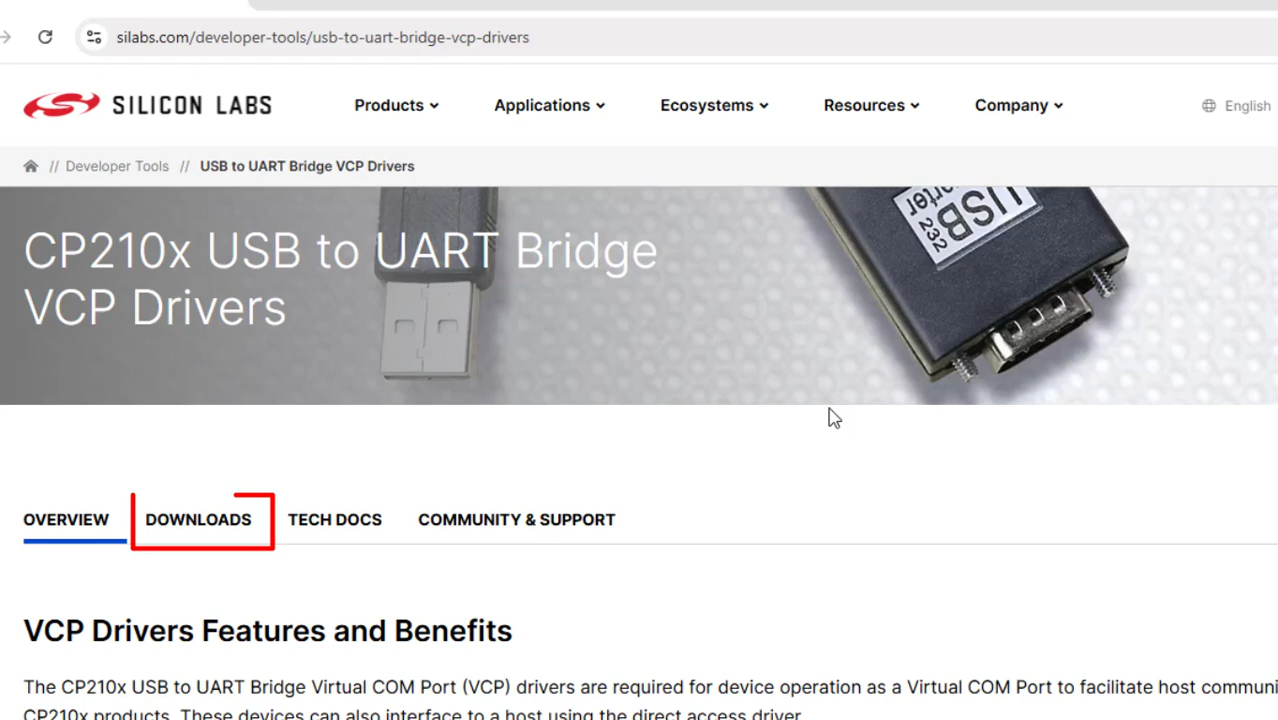 silabs.com/developer-tools/usb-to-uart-bridge-vcp-drivers
SILICON LABS
Products
Applications
Ecosystems
Resources
Company
English
// Developer Tools // USB to UART Bridge VCP Drivers
CP210x USB to UART Bridge
VCP Drivers
USB
232
OVERVIEW
DOWNLOADS
TECH DOCS
COMMUNITY & SUPPORT
VCP Drivers Features and Benefits
The CP210x USB to UART Bridge Virtual COM Port (VCP) drivers are required for device operation as a Virtual COM Port to facilitate host communi
CP210x products. These devices can also interface to a host using the direct access driver.